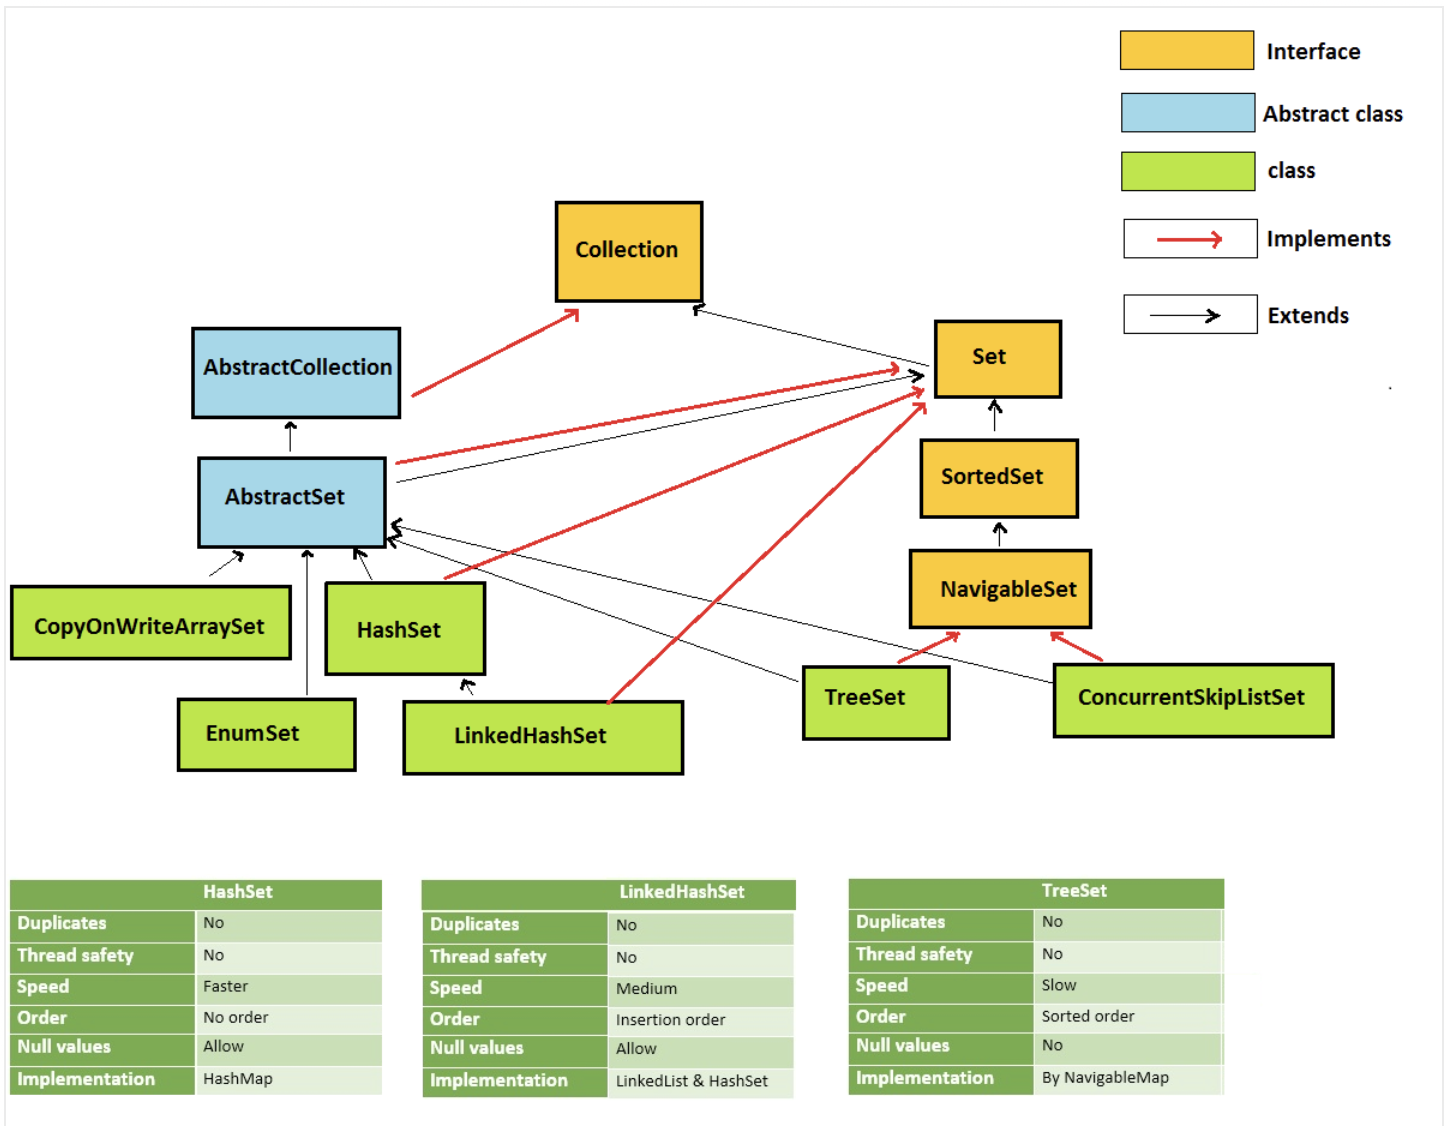 Interface
Abstract class
class
Implements
Extends
Collection
AbstractCollection
Set
AbstractSet
SortedSet
NavigableSet
CopyOnWriteArraySet
HashSet
EnumSet
LinkedHashSet
TreeSet
ConcurrentSkipListSet
HashSet
Duplicates No
Thread safety No
Speed Faster
Order No order
Null values Allow
Implementation HashMap
LinkedHashSet
Duplicates No
Thread safety No
Speed Medium
Order Insertion order
Null values Allow
Implementation LinkedList & HashSet
TreeSet
Duplicates No
Thread safety No
Speed Slow
Order Sorted order
Null values No
Implementation By NavigableMap